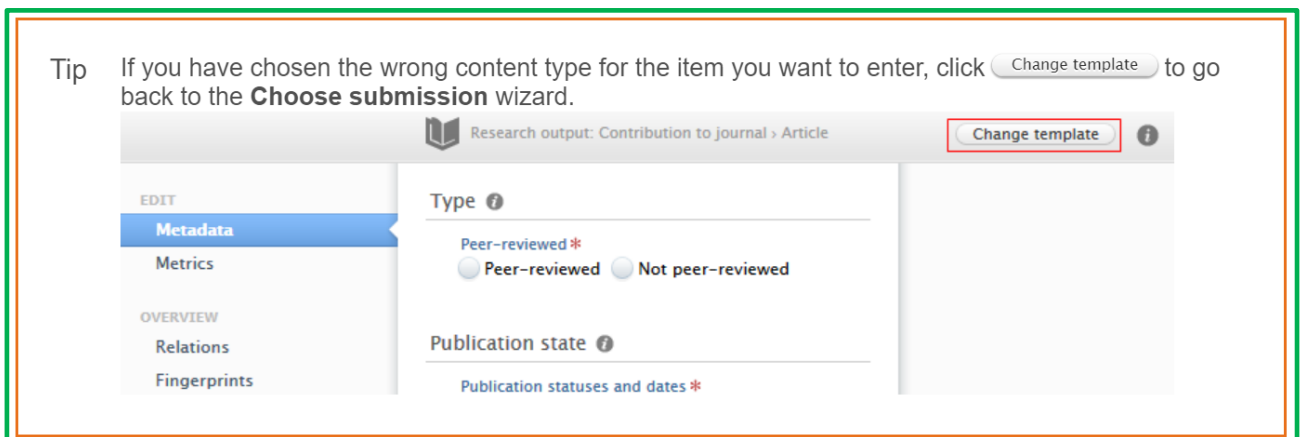 Tip If you have chosen the wrong content type for the item you want to enter, click Change template to go
back to the Choose submission wizard.
Research output: Contribution to journal › Article Change template
EDIT
Metadata
Metrics
OVERVIEW
Relations
Fingerprints
Type
Peer-reviewed *
Peer-reviewed Not peer-reviewed
Publication state
Publication statuses and dates *